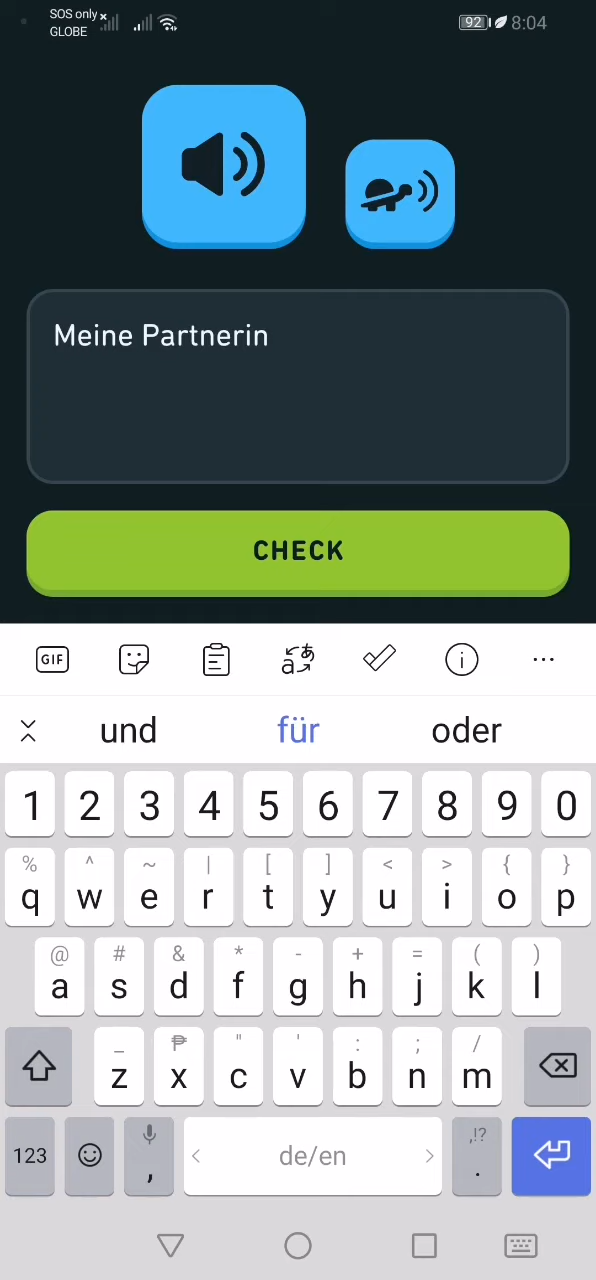 SOS only
GLOBE
92 8:04
Meine Partnerin
CHECK
GIF
und für oder
1 2 3 4 5 6 7 8 9 0
% ^ ~ | [ ] < > { }
q w e r t y u i o p
@ # & * - + = ( )
a s d f g h j k l
_ ₱ " ' : ; /
z x c v b n m
123 , < de/en > ,!? .